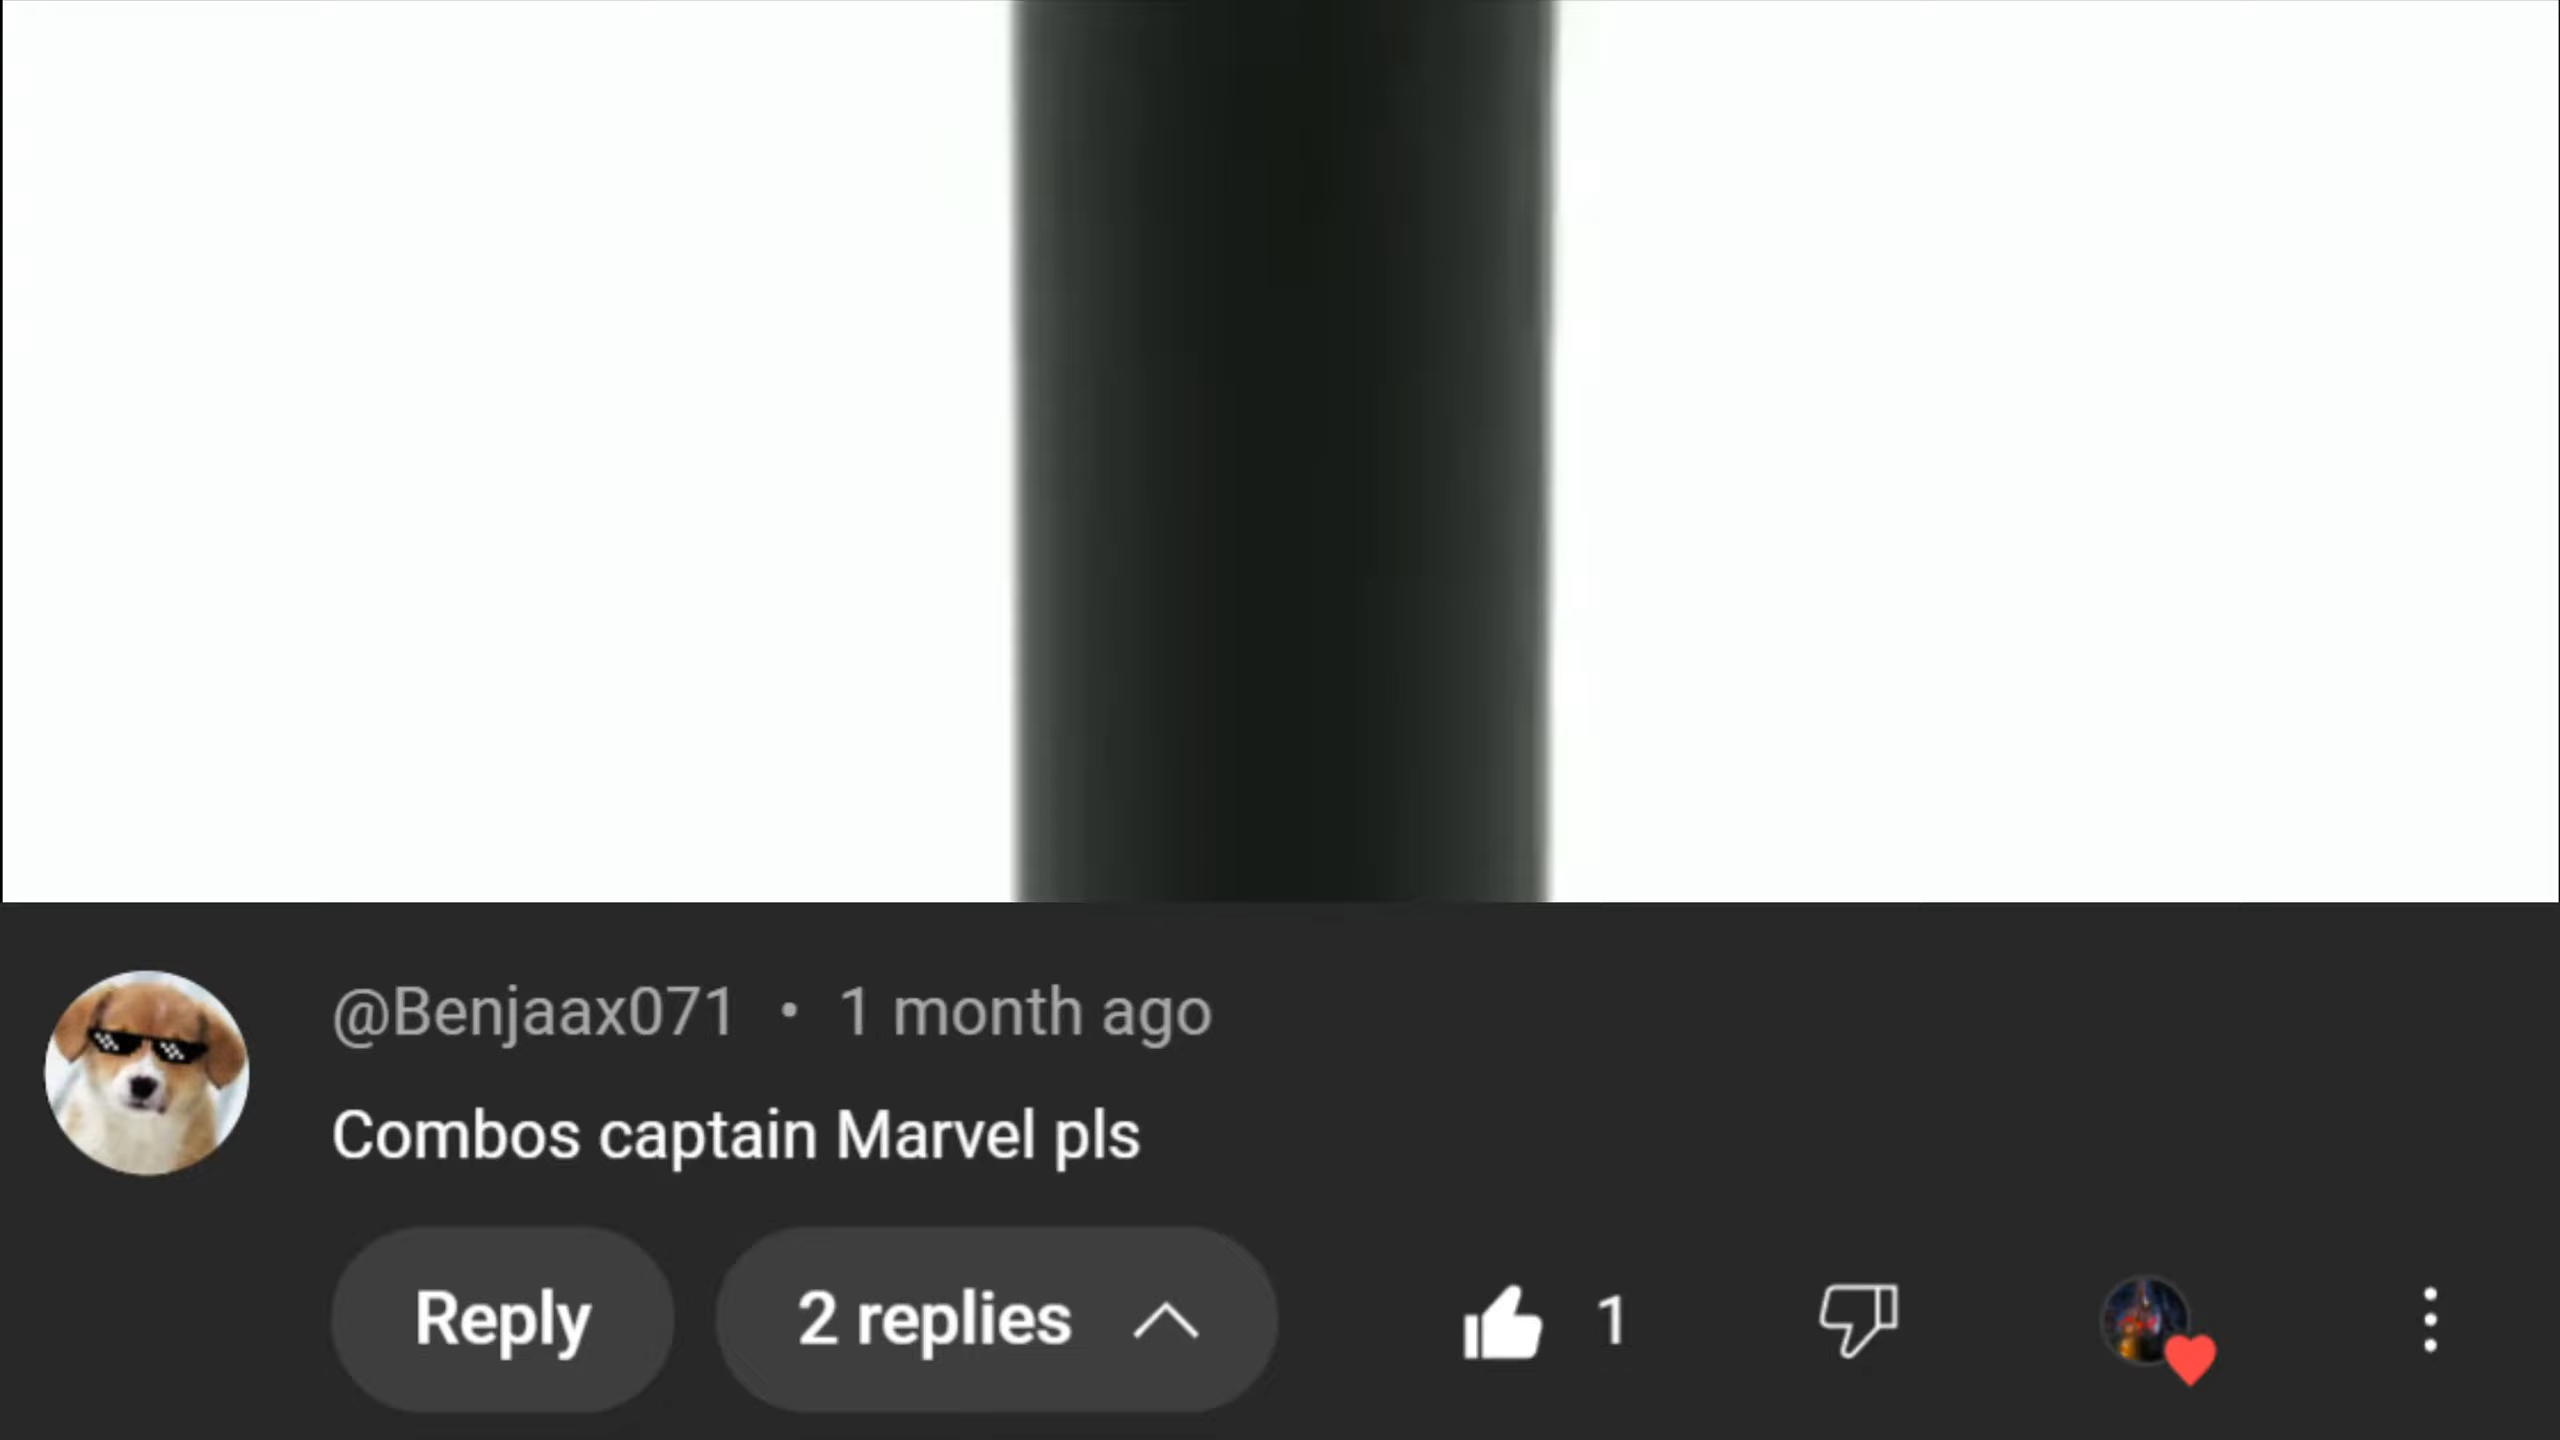 @Benjaax071 • 1 month ago
Combos captain Marvel pls
Reply 2 replies 1